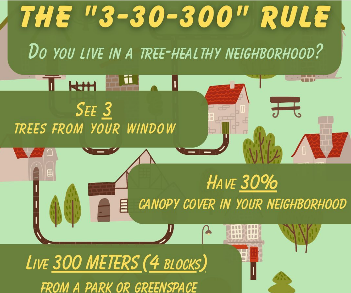 THE "3-30-300" RULE
DO YOU LIVE IN A TREE-HEALTHY NEIGHBORHOOD?
SEE 3
TREES FROM YOUR WINDOW
HAVE 30%
CANOPY COVER IN YOUR NEIGHBORHOOD
LIVE 300 METERS (4 BLOCKS)
FROM A PARK OR GREENSPACE